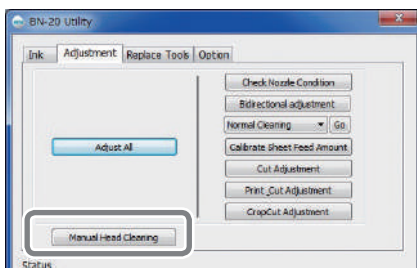 BN-20 Utility
Ink Adjustment Replace Tools Option
Check Nozzle Condition
Bidirectional adjustment
Normal Cleaning Go
Adjust All
Calibrate Sheet Feed Amount
Cut Adjustment
Print_Cut Adjustment
CropCut Adjustment
Manual Head Cleaning
Status